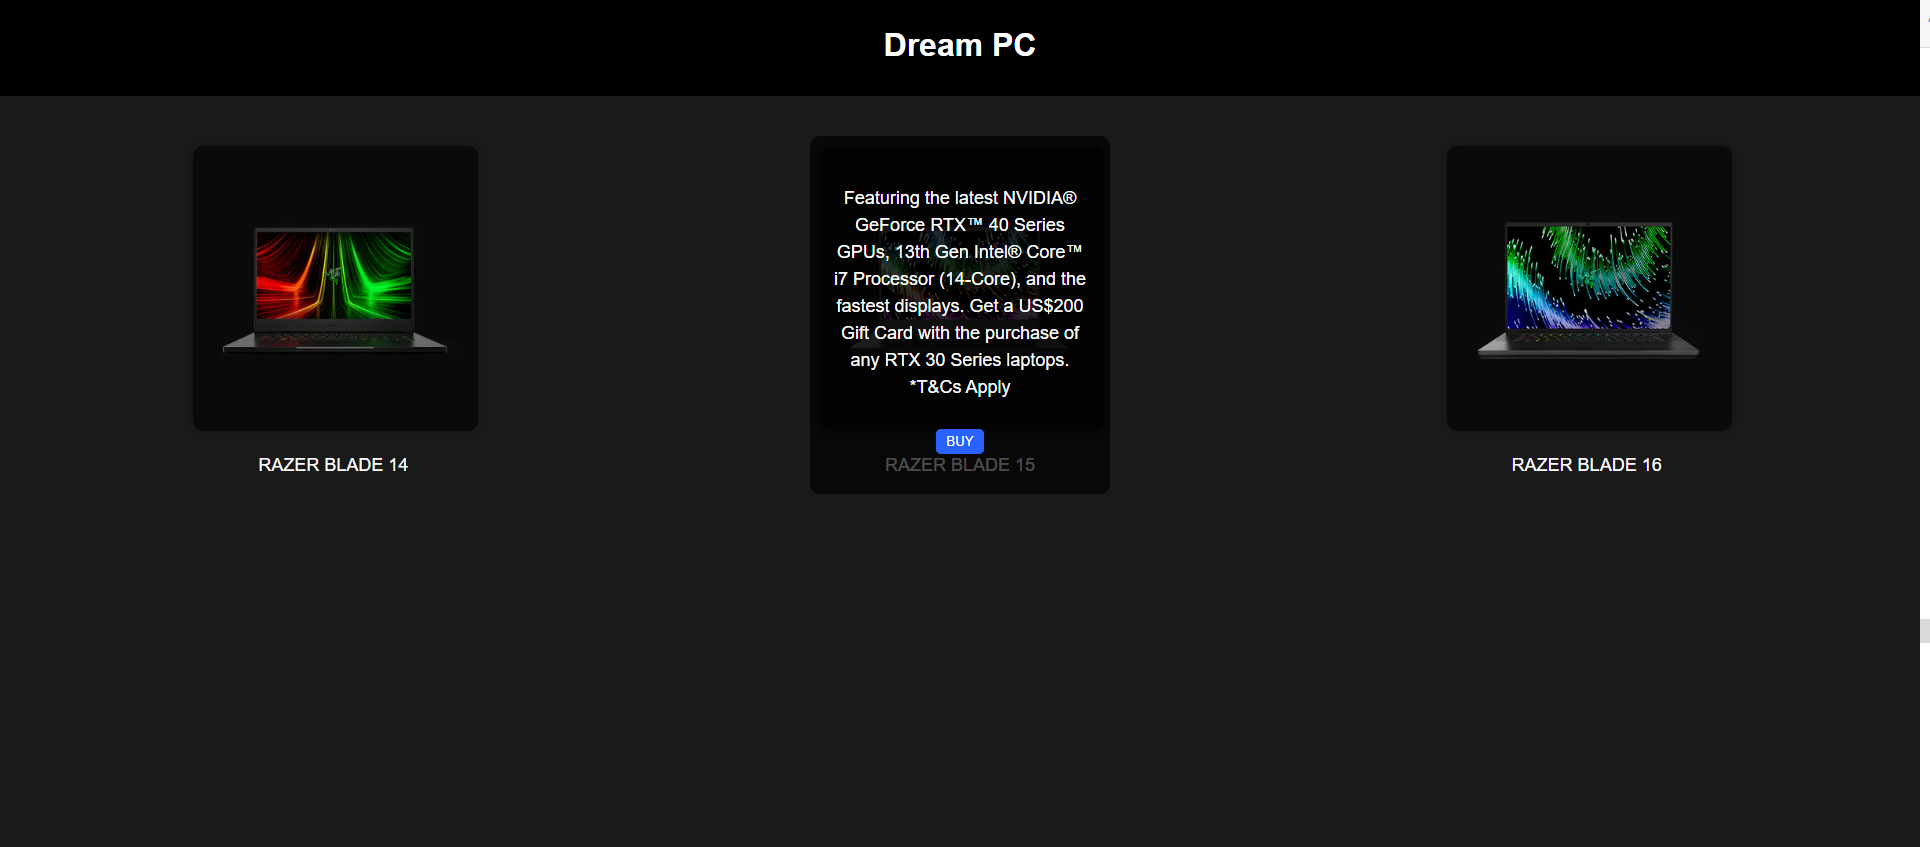 Dream PC
Featuring the latest NVIDIA®
GeForce RTX™ 40 Series
GPUs, 13th Gen Intel® Core™
i7 Processor (14-Core), and the
fastest displays. Get a US$200
Gift Card with the purchase of
any RTX 30 Series laptops.
*T&Cs Apply
BUY
RAZER BLADE 14
RAZER BLADE 15
RAZER BLADE 16